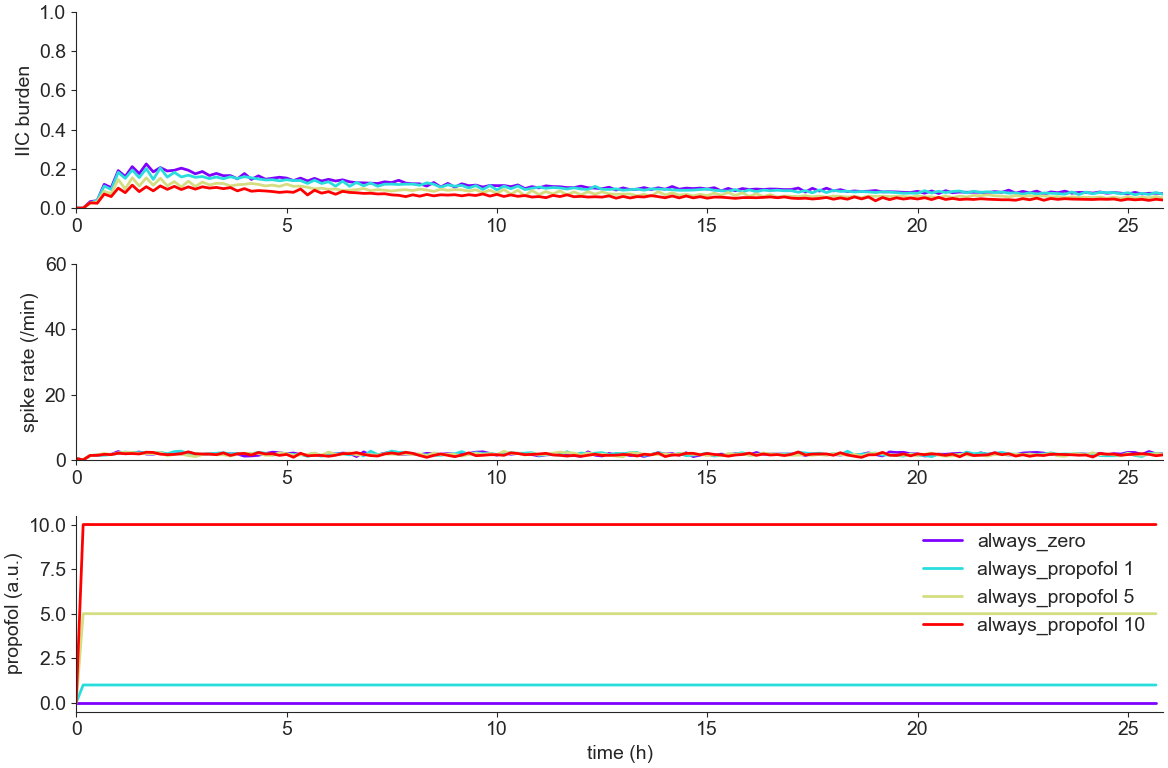 IIC burden
1.0
0.8
0.6
0.4
0.2
0.0
0 5 10 15 20 25
spike rate (/min)
60
40
20
0
0 5 10 15 20 25
propofol (a.u.)
10.0
7.5
5.0
2.5
0.0
always_zero
always_propofol 1
always_propofol 5
always_propofol 10
0 5 10 15 20 25
time (h)